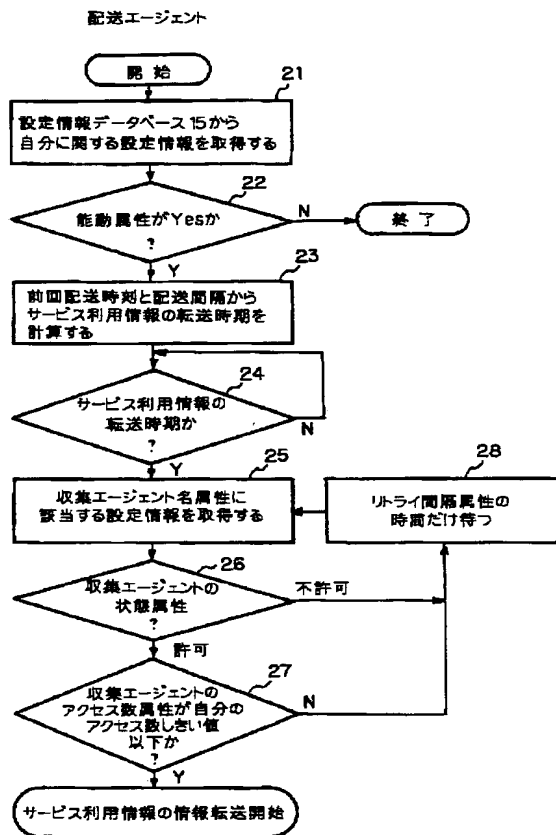 配送エージェント
開始
21
設定情報データベース15から
自分に関する設定情報を取得する
22
能動属性がYesか
?
N
終了
Y
23
前回配送時刻と配送間隔から
サービス利用情報の転送時期を
計算する
24
サービス利用情報の
転送時期か
?
N
Y
25
収集エージェント名属性に
該当する設定情報を取得する
28
リトライ間隔属性の
時間だけ待つ
26
収集エージェントの
状態属性
?
不許可
許可
27
収集エージェントの
アクセス数属性が自分の
アクセス数しきい値
以下か
?
N
Y
サービス利用情報の情報転送開始